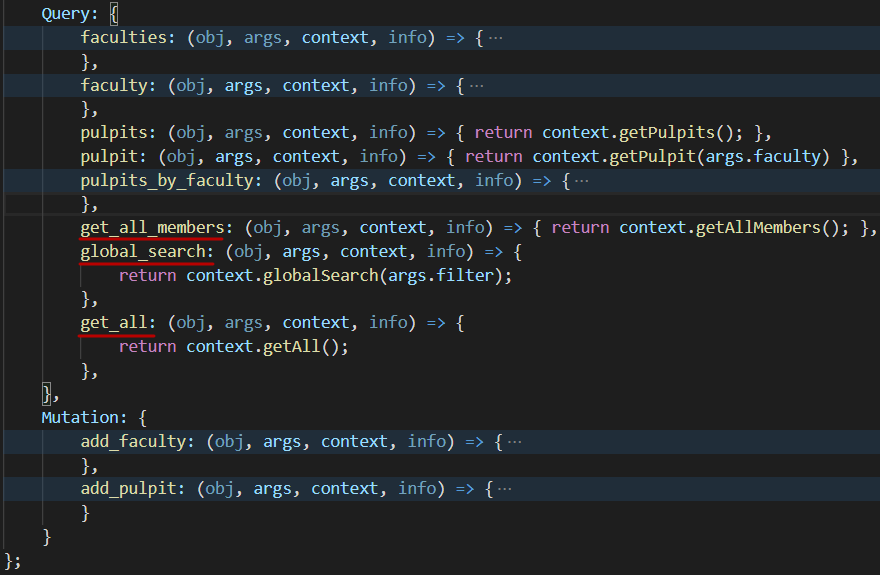 Query: {
faculties: (obj, args, context, info) => { ···
},
faculty: (obj, args, context, info) => { ···
},
pulpits: (obj, args, context, info) => { return context.getPulpits(); },
pulpit: (obj, args, context, info) => { return context.getPulpit(args.faculty) },
pulpits_by_faculty: (obj, args, context, info) => { ···
},
get_all_members: (obj, args, context, info) => { return context.getAllMembers(); },
global_search: (obj, args, context, info) => {
return context.globalSearch(args.filter);
},
get_all: (obj, args, context, info) => {
return context.getAll();
},
},
Mutation: {
add_faculty: (obj, args, context, info) => { ···
},
add_pulpit: (obj, args, context, info) => { ···
}
}
};